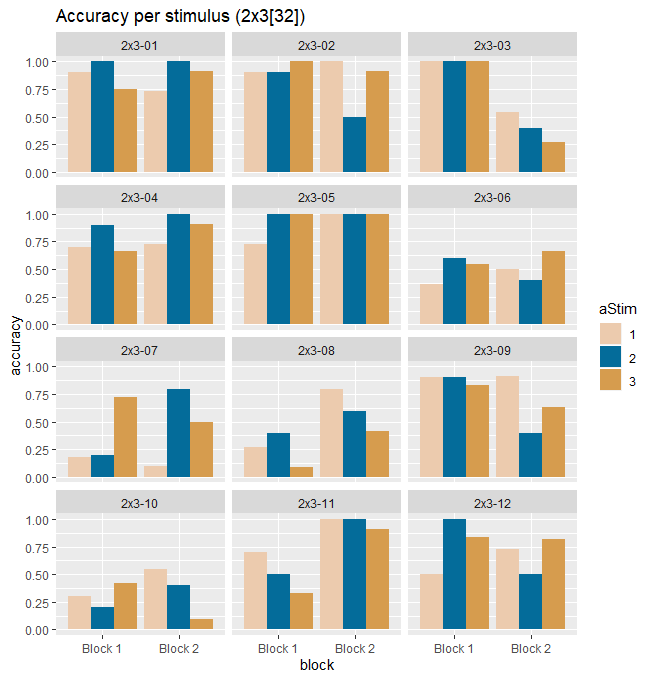 Accuracy per stimulus (2x3[32])
2x3-01 2x3-02 2x3-03
1.00
0.75
0.50
0.25
0.00
2x3-04 2x3-05 2x3-06
1.00
0.75
0.50
0.25
0.00
accuracy
aStim
1
2
3
2x3-07 2x3-08 2x3-09
1.00
0.75
0.50
0.25
0.00
2x3-10 2x3-11 2x3-12
1.00
0.75
0.50
0.25
0.00
Block 1 Block 2 Block 1 Block 2 Block 1 Block 2
block